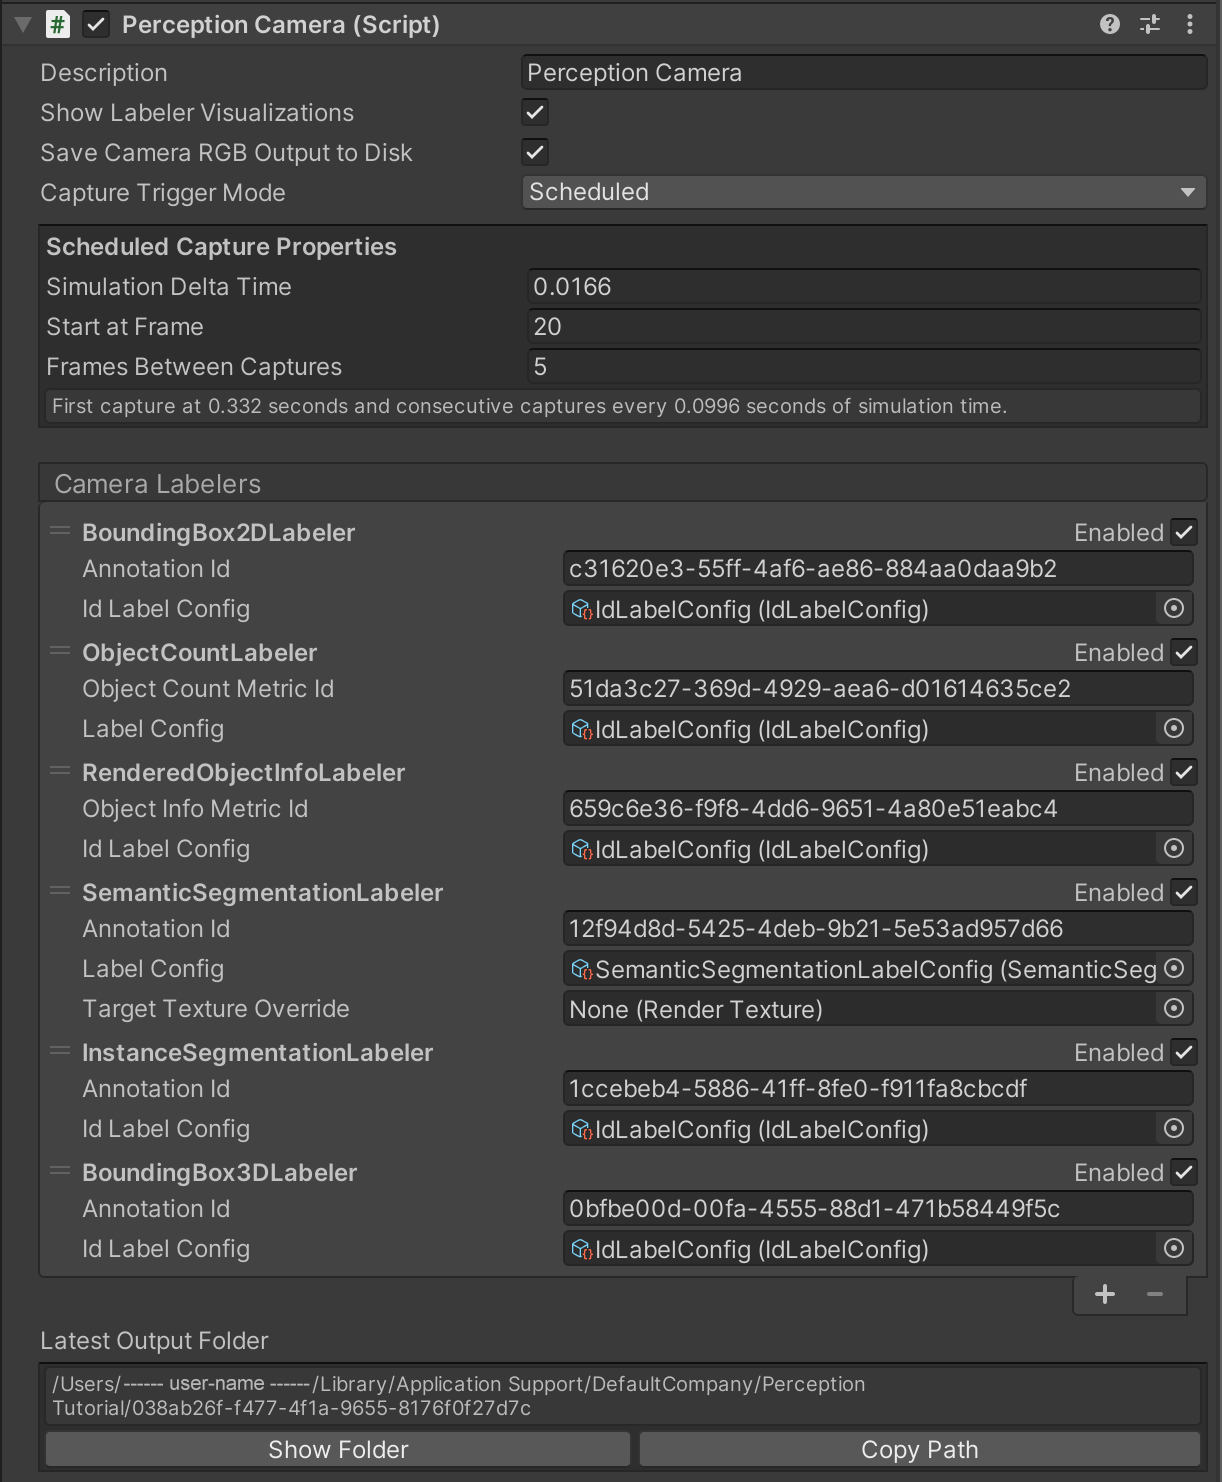 Perception Camera (Script)
Description Perception Camera
Show Labeler Visualizations
Save Camera RGB Output to Disk
Capture Trigger Mode Scheduled
Scheduled Capture Properties
Simulation Delta Time 0.0166
Start at Frame 20
Frames Between Captures 5
First capture at 0.332 seconds and consecutive captures every 0.0996 seconds of simulation time.
Camera Labelers
BoundingBox2DLabeler Enabled
Annotation Id c31620e3-55ff-4af6-ae86-884aa0daa9b2
Id Label Config IdLabelConfig (IdLabelConfig)
ObjectCountLabeler Enabled
Object Count Metric Id 51da3c27-369d-4929-aea6-d01614635ce2
Label Config IdLabelConfig (IdLabelConfig)
RenderedObjectInfoLabeler Enabled
Object Info Metric Id 659c6e36-f9f8-4dd6-9651-4a80e51eabc4
Id Label Config IdLabelConfig (IdLabelConfig)
SemanticSegmentationLabeler Enabled
Annotation Id 12f94d8d-5425-4deb-9b21-5e53ad957d66
Label Config SemanticSegmentationLabelConfig (SemanticSeg
Target Texture Override None (Render Texture)
InstanceSegmentationLabeler Enabled
Annotation Id 1ccebeb4-5886-41ff-8fe0-f911fa8cbcdf
Id Label Config IdLabelConfig (IdLabelConfig)
BoundingBox3DLabeler Enabled
Annotation Id 0bfbe00d-00fa-4555-88d1-471b58449f5c
Id Label Config IdLabelConfig (IdLabelConfig)
Latest Output Folder
/Users/------ user-name ------/Library/Application Support/DefaultCompany/Perception
Tutorial/038ab26f-f477-4f1a-9655-8176f0f27d7c
Show Folder Copy Path